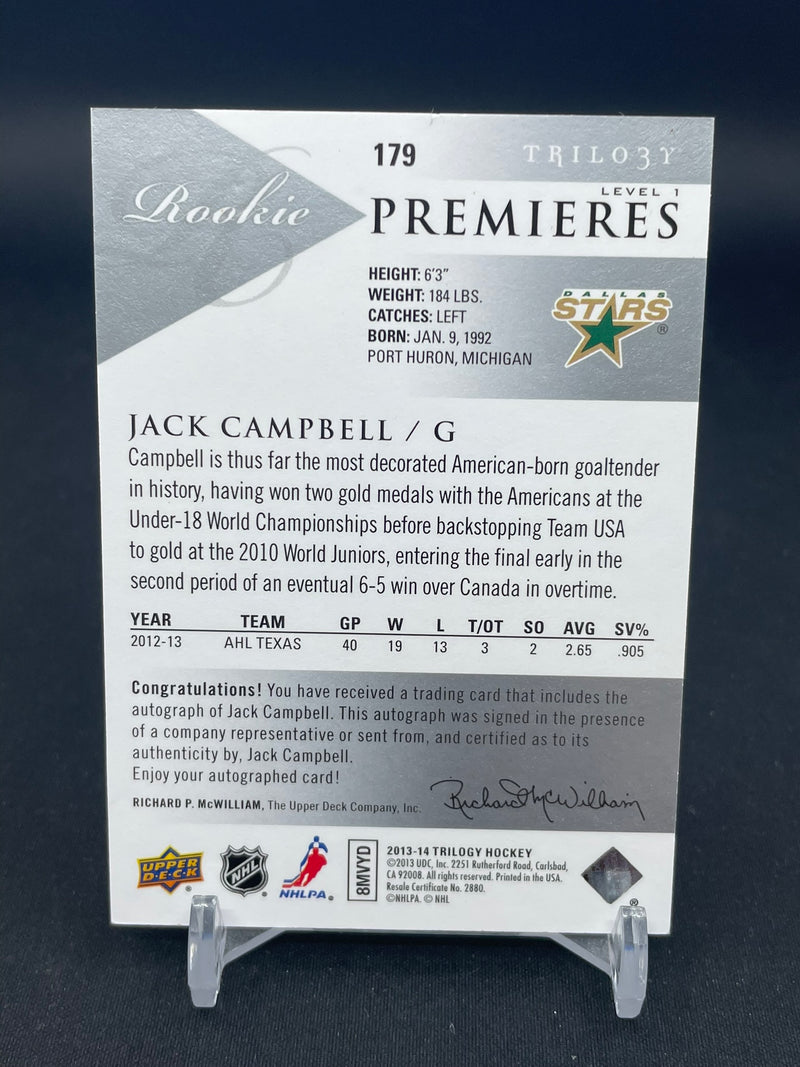 179
TRILO3Y
Rookie
LEVEL 1
PREMIERES
HEIGHT: 6'3"
WEIGHT: 184 LBS.
CATCHES: LEFT
BORN: JAN. 9, 1992
PORT HURON, MICHIGAN
DALLAS
STARS®
JACK CAMPBELL / G
Campbell is thus far the most decorated American-born goaltender
in history, having won two gold medals with the Americans at the
Under-18 World Championships before backstopping Team USA
to gold at the 2010 World Juniors, entering the final early in the
second period of an eventual 6-5 win over Canada in overtime.
YEAR TEAM GP W L T/OT SO AVG SV%
2012-13 AHL TEXAS 40 19 13 3 2 2.65 .905
Congratulations! You have received a trading card that includes the
autograph of Jack Campbell. This autograph was signed in the presence
of a company representative or sent from, and certified as to its
authenticity by, Jack Campbell.
Enjoy your autographed card!
RICHARD P. McWILLIAM, The Upper Deck Company, Inc.
Richard McWilliam
UPPER
D·E·C·K®
NHL®
NHLPA®
8MVYD
2013-14 TRILOGY HOCKEY
©2013 UDC, Inc. 2251 Rutherford Road, Carlsbad,
CA 92008. All rights reserved. Printed in the USA.
Resale Certificate No. 2880.
©NHLPA. © NHL
®